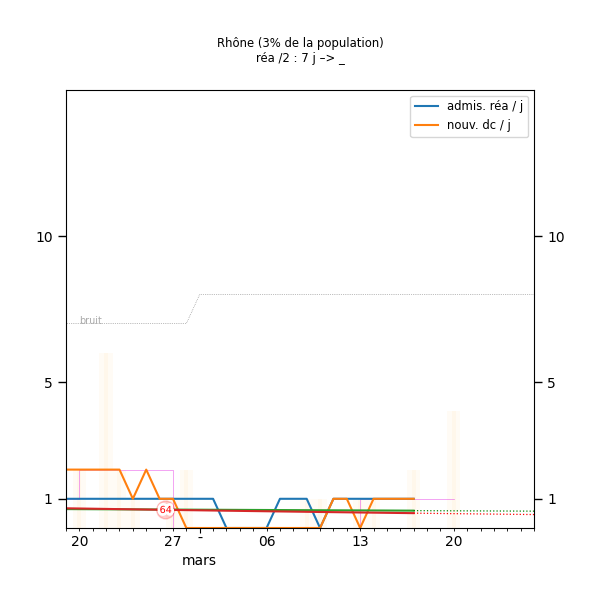 Rhône (3% de la population)
réa /2 : 7 j –> _
admis. réa / j
nouv. dc / j
10
10
bruit
5
5
1
1
64
20
27
-
06
13
20
mars